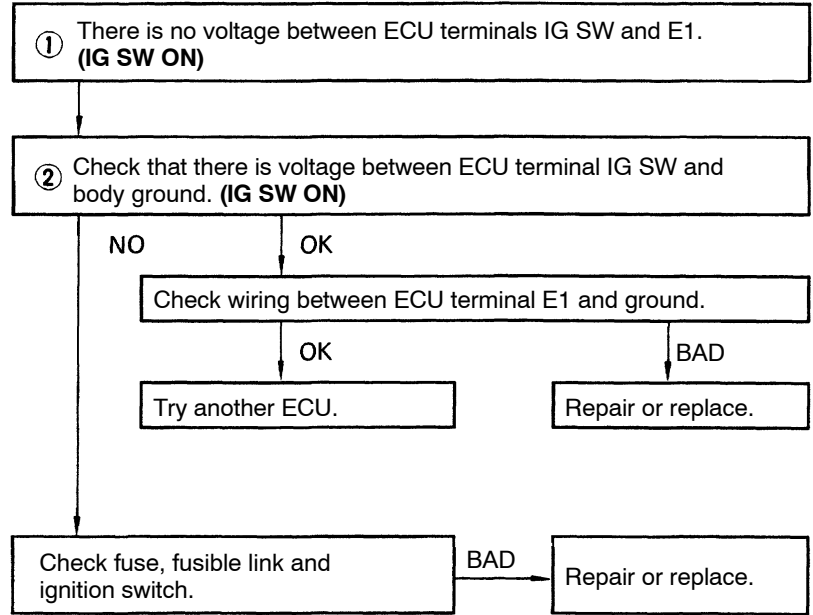 ① There is no voltage between ECU terminals IG SW and E1.
(IG SW ON)
② Check that there is voltage between ECU terminal IG SW and
body ground. (IG SW ON)
NO
OK
Check wiring between ECU terminal E1 and ground.
OK
BAD
Try another ECU.
Repair or replace.
Check fuse, fusible link and
ignition switch.
BAD
Repair or replace.